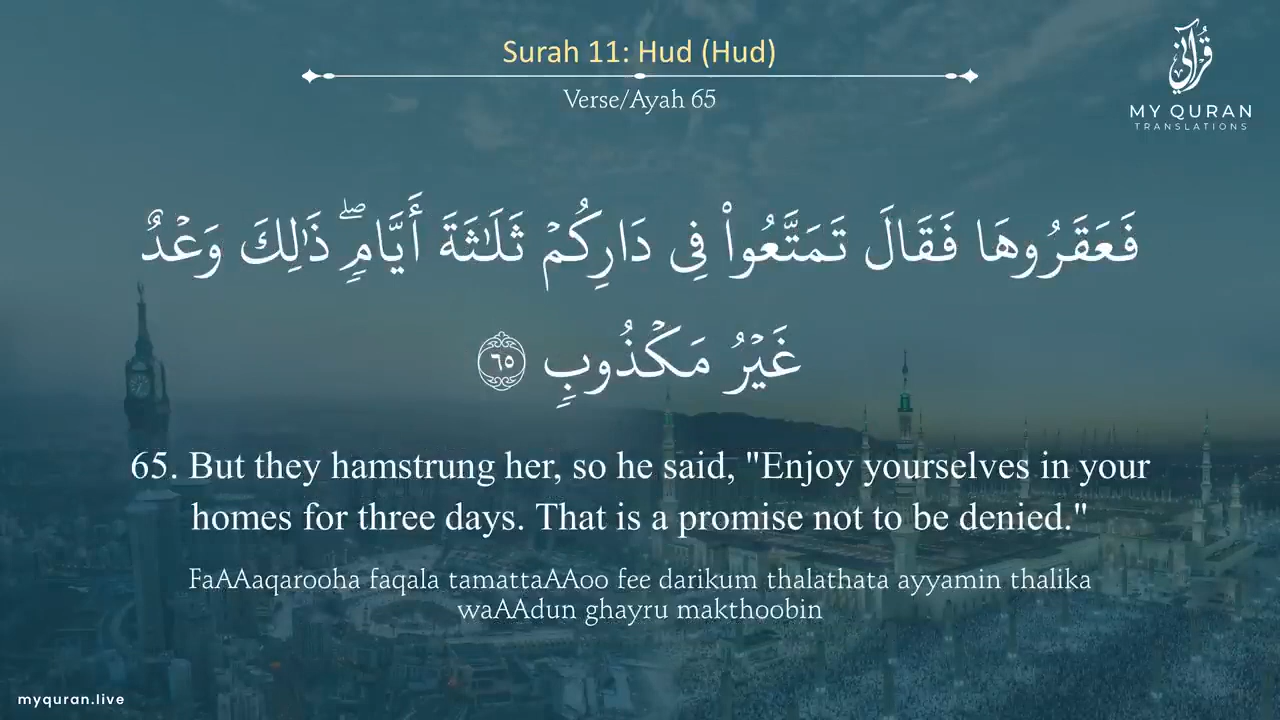 Surah 11: Hud (Hud)
Verse/Ayah 65
قُرْآنِي
MY QURAN
TRANSLATIONS
فَعَقَرُوهَا فَقَالَ تَمَتَّعُوا۟ فِى دَارِكُمْ ثَلَـٰثَةَ أَيَّامٍۢ ۖ ذَٰلِكَ وَعْدٌ
غَيْرُ مَكْذُوبٍۢ ٦٥
65. But they hamstrung her, so he said, "Enjoy yourselves in your
homes for three days. That is a promise not to be denied."
FaAAaqarooha faqala tamattaAAoo fee darikum thalathata ayyamin thalika
waAAdun ghayru makthoobin
myquran.live